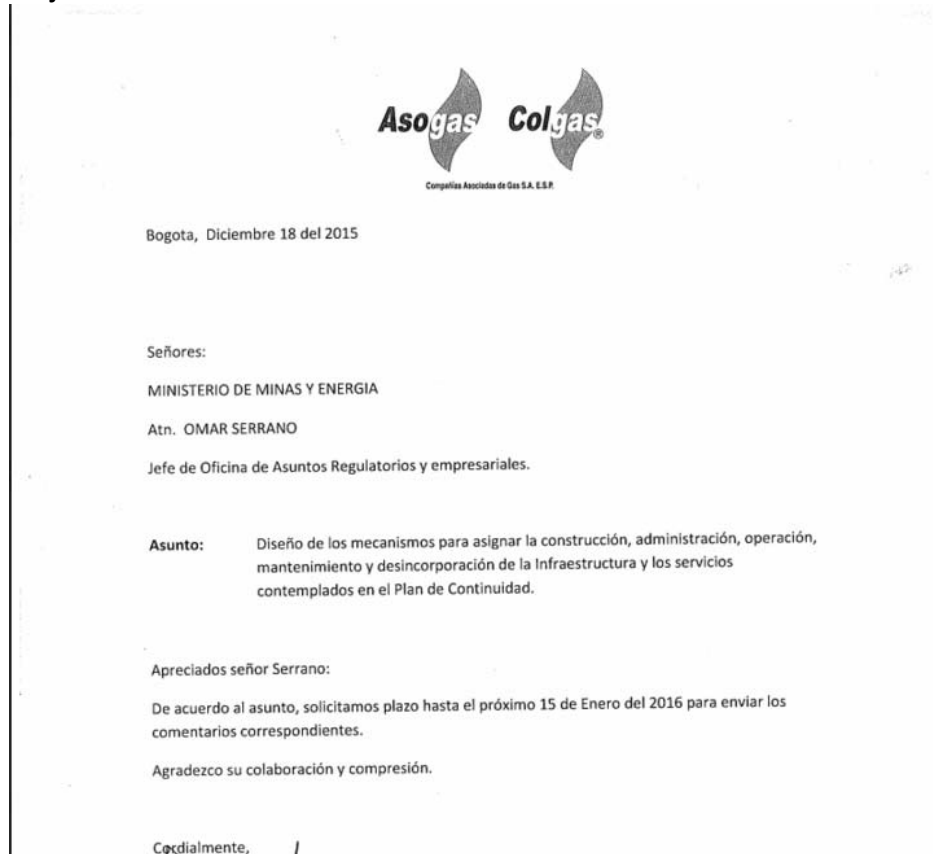 Asogas Colgas®
Compañías Asociadas de Gas S.A. E.S.P.
Bogota, Diciembre 18 del 2015
Señores:
MINISTERIO DE MINAS Y ENERGIA
Atn. OMAR SERRANO
Jefe de Oficina de Asuntos Regulatorios y empresariales.
Asunto: Diseño de los mecanismos para asignar la construcción, administración, operación,
mantenimiento y desincorporación de la Infraestructura y los servicios
contemplados en el Plan de Continuidad.
Apreciados señor Serrano:
De acuerdo al asunto, solicitamos plazo hasta el próximo 15 de Enero del 2016 para enviar los
comentarios correspondientes.
Agradezco su colaboración y compresión.
Cordialmente,